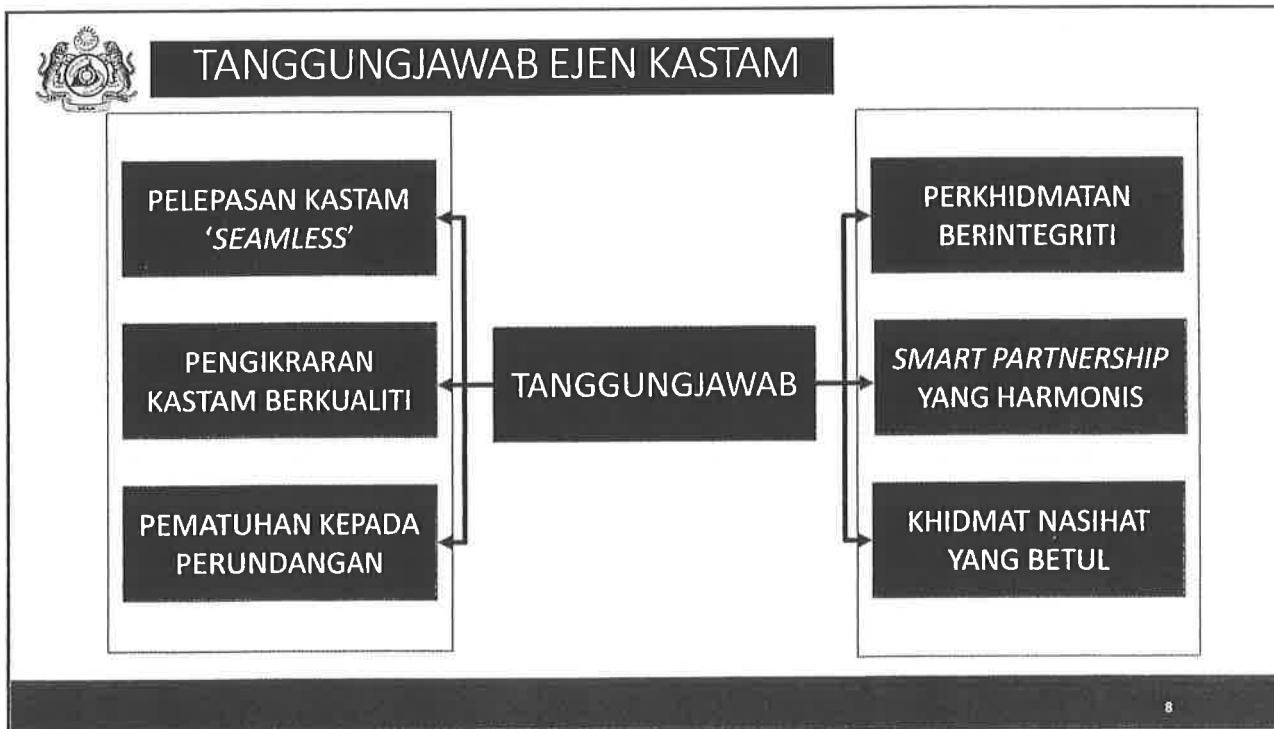 TANGGUNGJAWAB EJEN KASTAM
PELEPASAN KASTAM
‘SEAMLESS’
PENGIKRARAN
KASTAM BERKUALITI
PEMATUHAN KEPADA
PERUNDANGAN
TANGGUNGJAWAB
PERKHIDMATAN
BERINTEGRITI
SMART PARTNERSHIP
YANG HARMONIS
KHIDMAT NASIHAT
YANG BETUL
8